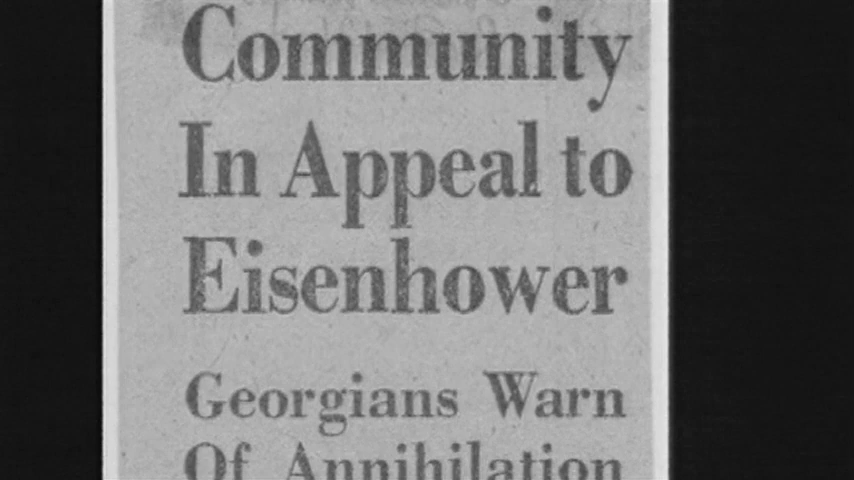 Community
In Appeal to
Eisenhower
Georgians Warn
Of Annihilation